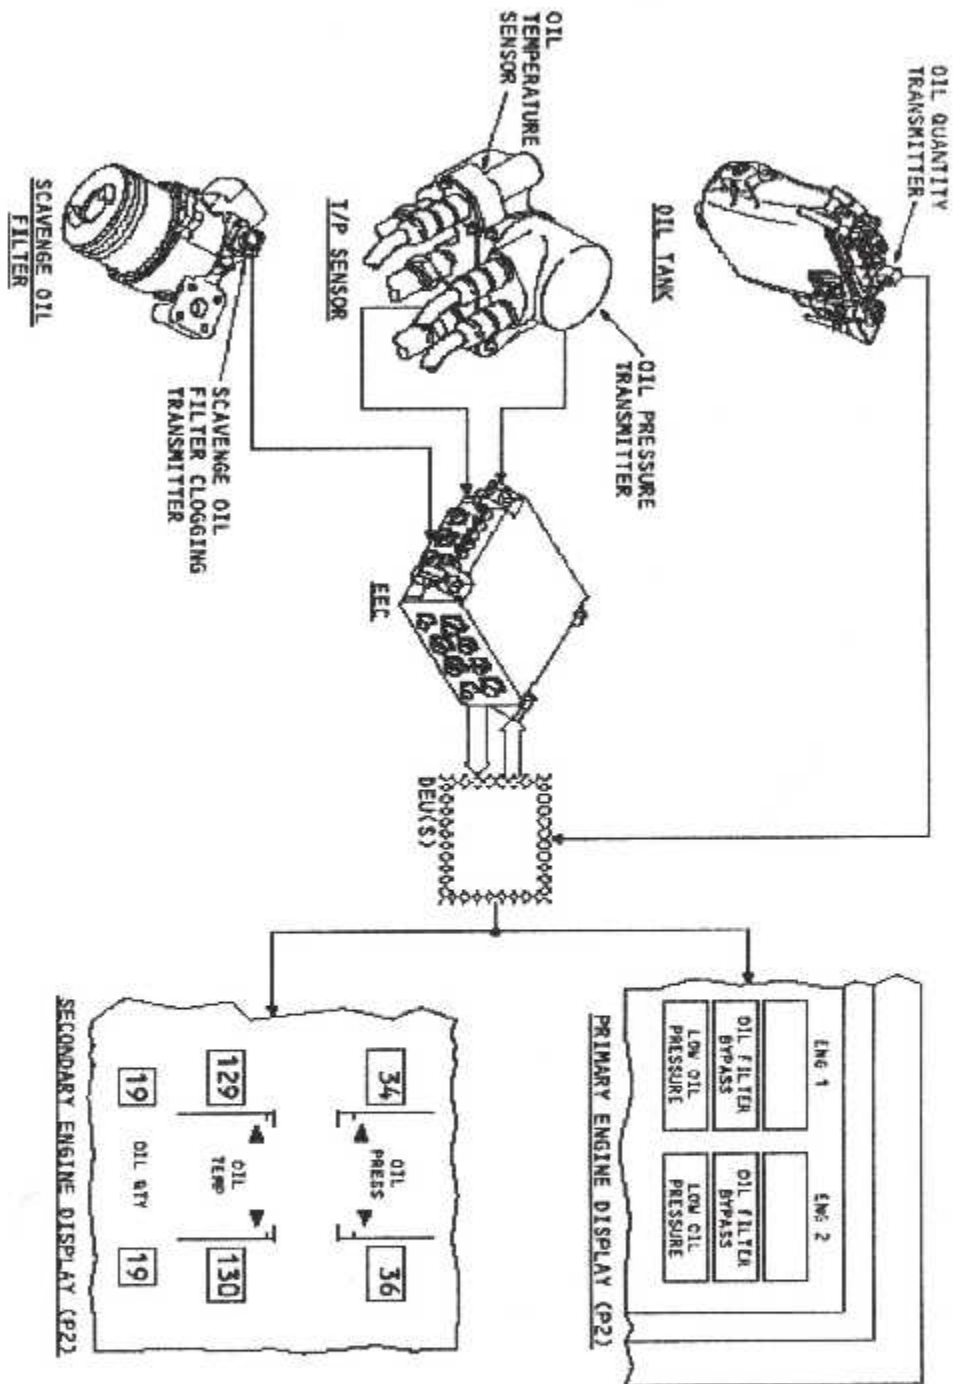 OIL QUANTITY
TRANSMITTER
OIL TANK
OIL
TEMPERATURE
SENSOR
T/P SENSOR
OIL PRESSURE
TRANSMITTER
SCAVENGE OIL
FILTER
SCAVENGE OIL
FILTER CLOGGING
TRANSMITTER
EEC
DEU(S)
ENG 1
ENG 2
OIL FILTER
BYPASS
OIL FILTER
BYPASS
LOW OIL
PRESSURE
LOW OIL
PRESSURE
PRIMARY ENGINE DISPLAY (P2)
34
OIL
PRESS
36
129
OIL
TEMP
130
19
OIL QTY
19
SECONDARY ENGINE DISPLAY (P2)